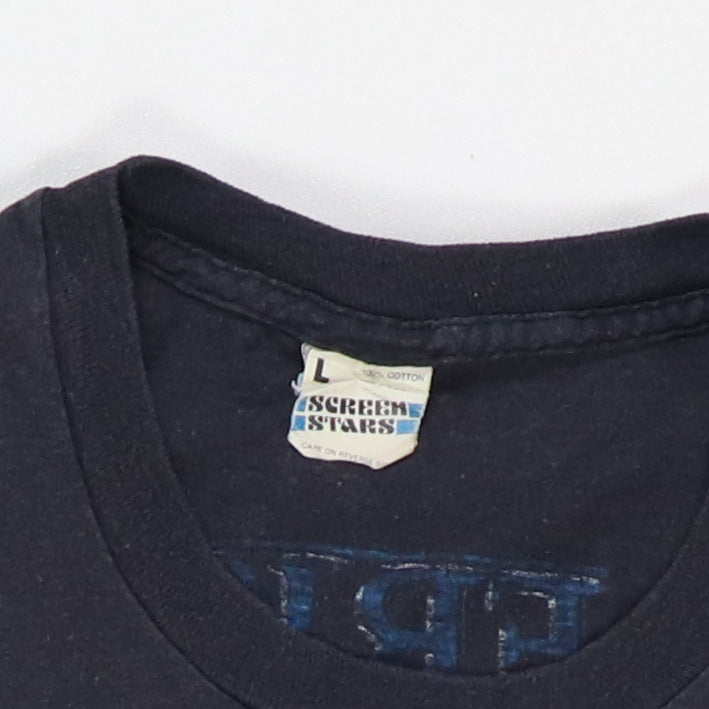 L 100% COTTON
SCREEN
STARS
CARE ON REVERSE